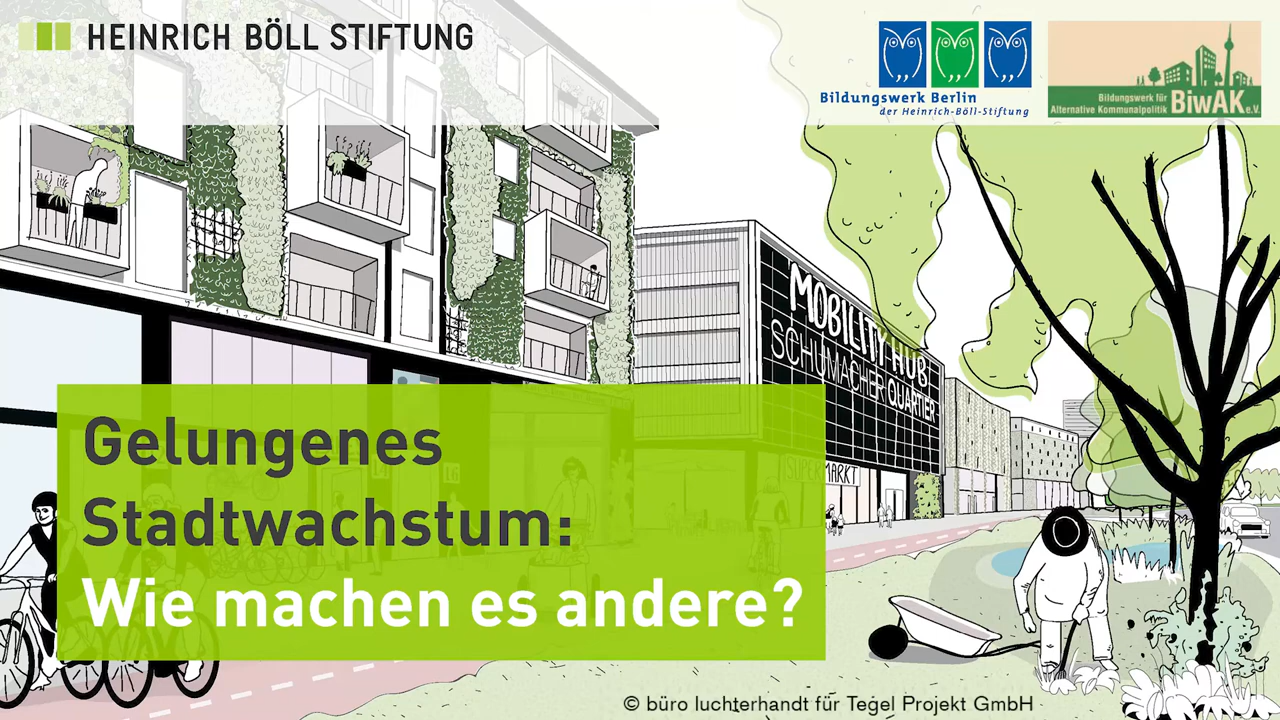 HEINRICH BÖLL STIFTUNG
Bildungswerk Berlin
der Heinrich-Böll-Stiftung
Bildungswerk für
Alternative Kommunalpolitik BiwAK e.V.
MOBILITY HUB
SCHUMACHER QUARTIER
SUPERMARKT
16
Gelungenes
Stadtwachstum:
Wie machen es andere?
© büro luchterhandt für Tegel Projekt GmbH